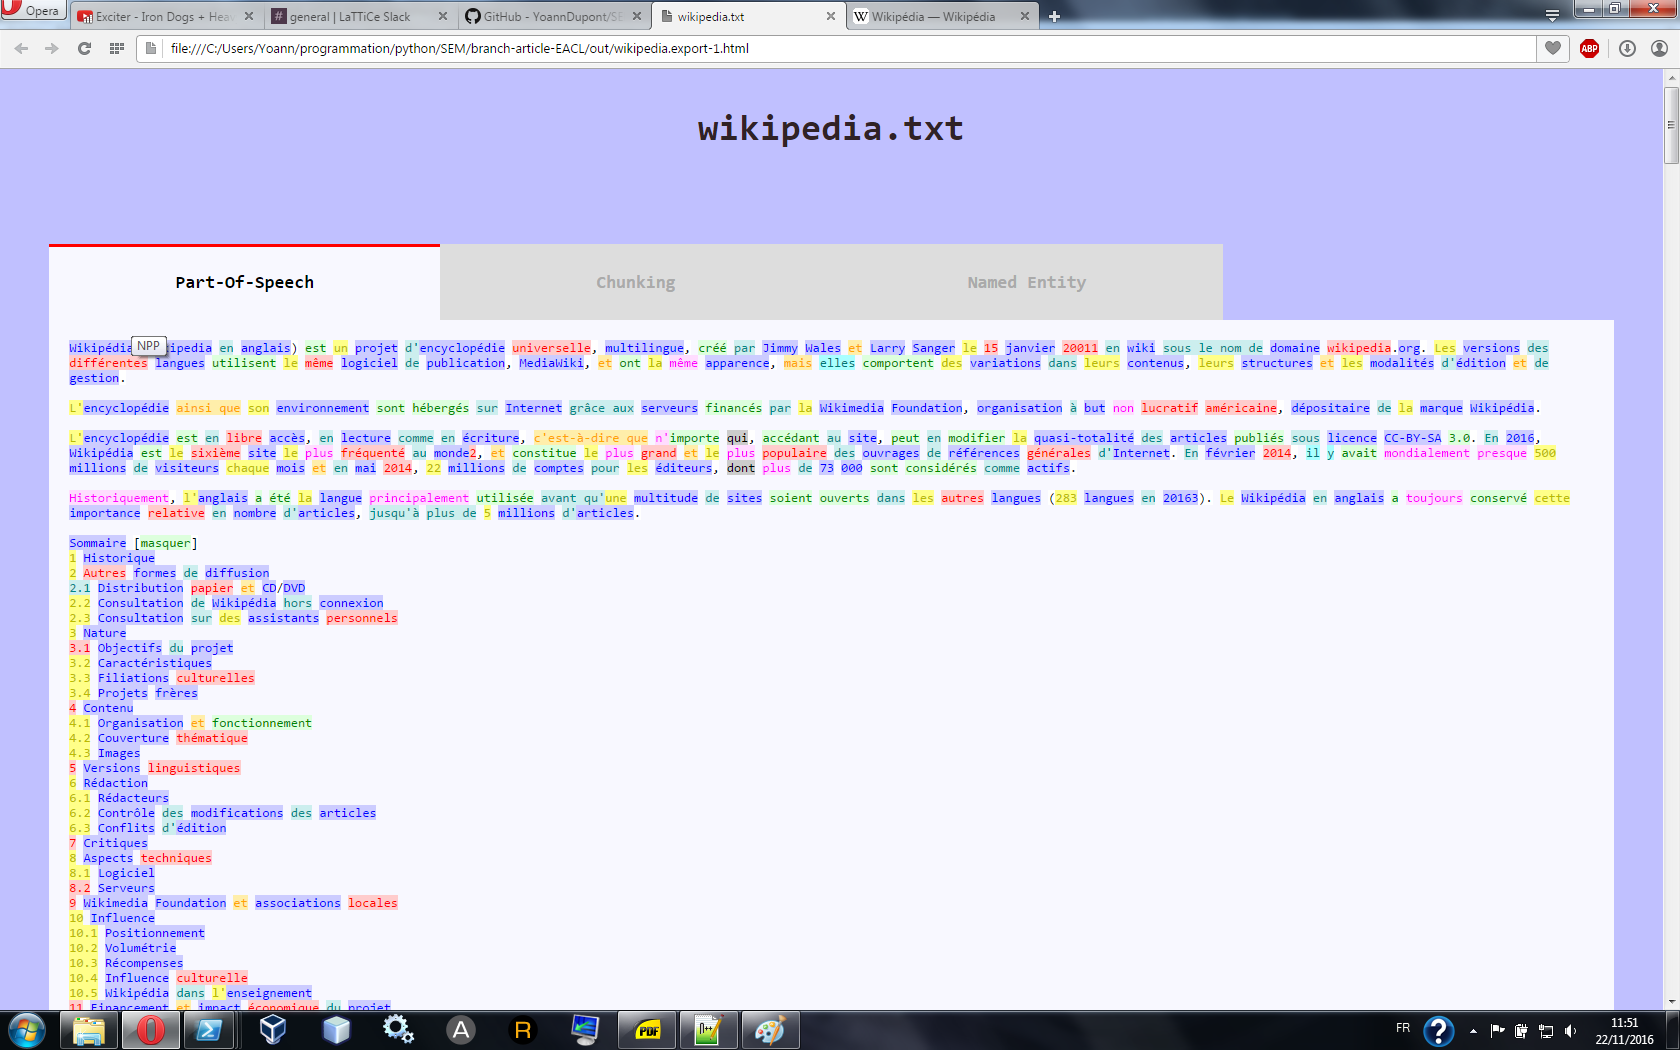 Opera
Exciter - Iron Dogs + Heav
general | LaTTiCe Slack
GitHub - YoannDupont/SE
wikipedia.txt
Wikipédia — Wikipédia
file:///C:/Users/Yoann/programmation/python/SEM/branch-article-EACL/out/wikipedia.export-1.html
ABP
wikipedia.txt
Part-Of-Speech
Chunking
Named Entity
NPP
Wikipédia ipedia en anglais) est un projet d'encyclopédie universelle, multilingue, créé par Jimmy Wales et Larry Sanger le 15 janvier 20011 en wiki sous le nom de domaine wikipedia.org. Les versions des
différentes langues utilisent le même logiciel de publication, MediaWiki, et ont la même apparence, mais elles comportent des variations dans leurs contenus, leurs structures et les modalités d'édition et de
gestion.
L'encyclopédie ainsi que son environnement sont hébergés sur Internet grâce aux serveurs financés par la Wikimedia Foundation, organisation à but non lucratif américaine, dépositaire de la marque Wikipédia.
L'encyclopédie est en libre accès, en lecture comme en écriture, c'est-à-dire que n'importe qui, accédant au site, peut en modifier la quasi-totalité des articles publiés sous licence CC-BY-SA 3.0. En 2016,
Wikipédia est le sixième site le plus fréquenté au monde2, et constitue le plus grand et le plus populaire des ouvrages de références générales d'Internet. En février 2014, il y avait mondialement presque 500
millions de visiteurs chaque mois et en mai 2014, 22 millions de comptes pour les éditeurs, dont plus de 73 000 sont considérés comme actifs.
Historiquement, l'anglais a été la langue principalement utilisée avant qu'une multitude de sites soient ouverts dans les autres langues (283 langues en 20163). Le Wikipédia en anglais a toujours conservé cette
importance relative en nombre d'articles, jusqu'à plus de 5 millions d'articles.
Sommaire [masquer]
1 Historique
2 Autres formes de diffusion
2.1 Distribution papier et CD/DVD
2.2 Consultation de Wikipédia hors connexion
2.3 Consultation sur des assistants personnels
3 Nature
3.1 Objectifs du projet
3.2 Caractéristiques
3.3 Filiations culturelles
3.4 Projets frères
4 Contenu
4.1 Organisation et fonctionnement
4.2 Couverture thématique
4.3 Images
5 Versions linguistiques
6 Rédaction
6.1 Rédacteurs
6.2 Contrôle des modifications des articles
6.3 Conflits d'édition
7 Critiques
8 Aspects techniques
8.1 Logiciel
8.2 Serveurs
9 Wikimedia Foundation et associations locales
10 Influence
10.1 Positionnement
10.2 Volumétrie
10.3 Récompenses
10.4 Influence culturelle
10.5 Wikipédia dans l'enseignement
11 Financement et impact économique du projet
A
R
PDF
FR
11:51
22/11/2016